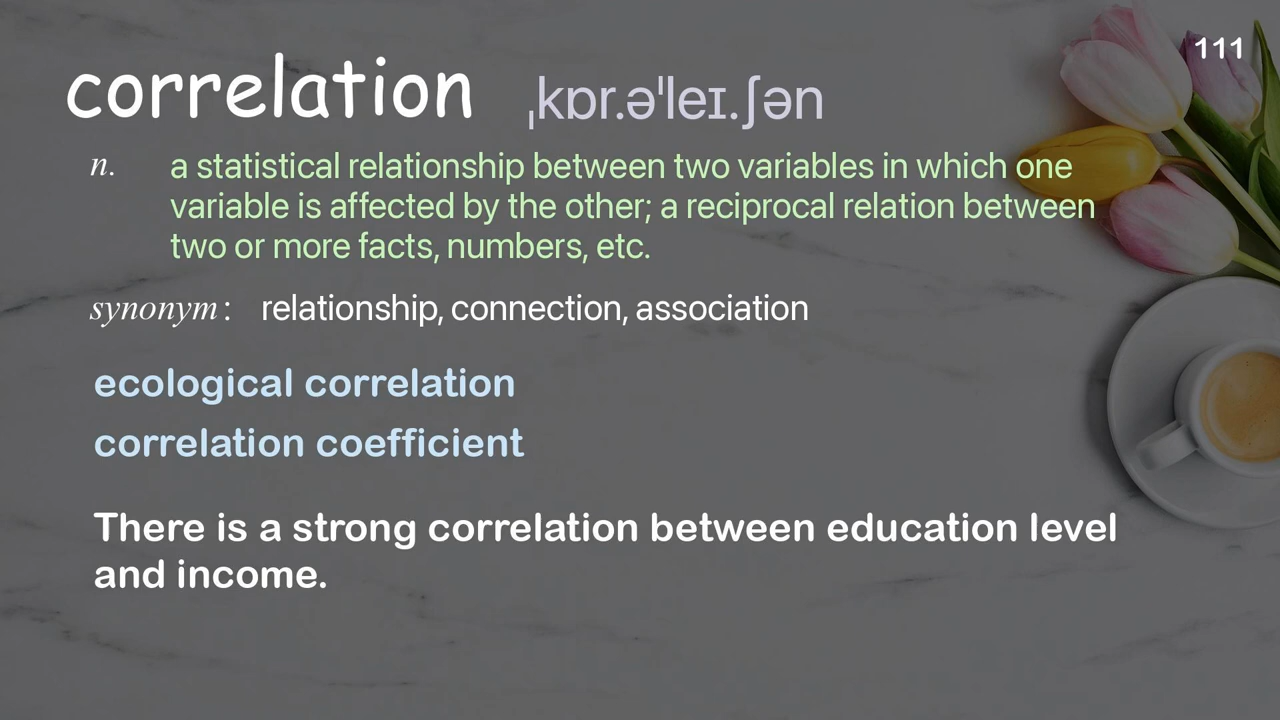 111
correlation ˌkɒr.əˈleɪ.ʃən
n. a statistical relationship between two variables in which one
variable is affected by the other; a reciprocal relation between
two or more facts, numbers, etc.
synonym: relationship, connection, association
ecological correlation
correlation coefficient
There is a strong correlation between education level
and income.